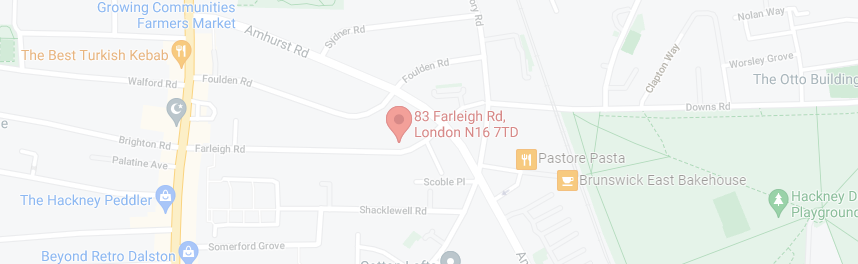 Growing Communities
Farmers Market
Sydner Rd
Nolan Way
Amhurst Rd
The Best Turkish Kebab
Foulden Rd
Clapton Way
Worsley Grove
Walford Rd
Foulden Rd
The Otto Building
Downs Rd
83 Farleigh Rd,
London N16 7TD
Brighton Rd
Farleigh Rd
Palatine Ave
Pastore Pasta
Scoble Pl
Brunswick East Bakehouse
The Hackney Peddler
Hackney D
Playground
Shacklewell Rd
Somerford Grove
Beyond Retro Dalston